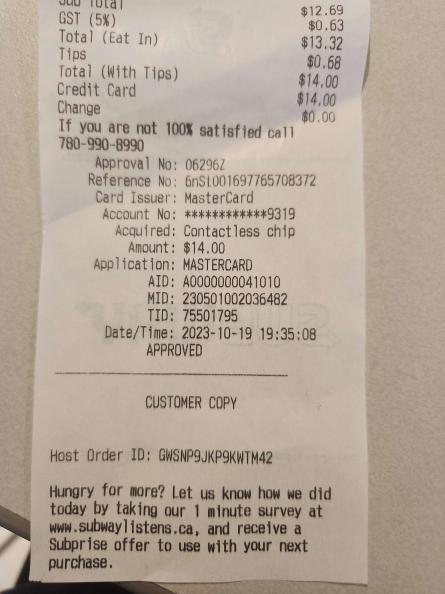 Sub Total $12.69
GST (5%) $0.63
Total (Eat In) $13.32
Tips $0.68
Total (With Tips) $14.00
Credit Card $14.00
Change $0.00
If you are not 100% satisfied call
780-990-8990
Approval No: 06296Z
Reference No: 6nSt001697765708372
Card Issuer: MasterCard
Account No: ************9319
Acquired: Contactless chip
Amount: $14.00
Application: MASTERCARD
AID: A0000000041010
MID: 230501002036482
TID: 75501795
Date/Time: 2023-10-19 19:35:08
APPROVED
CUSTOMER COPY
Host Order ID: GWSNP9JKP9KWTM42
Hungry for more? Let us know how we did
today by taking our 1 minute survey at
www.subwaylistens.ca, and receive a
Subprise offer to use with your next
purchase.